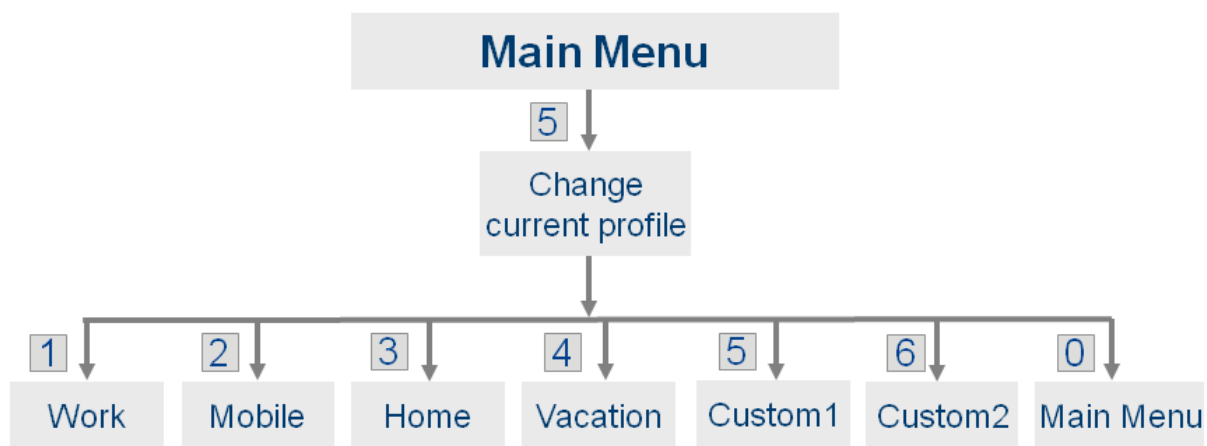 Main Menu
5
Change
current profile
1 2 3 4 5 6 0
Work Mobile Home Vacation Custom1 Custom2 Main Menu